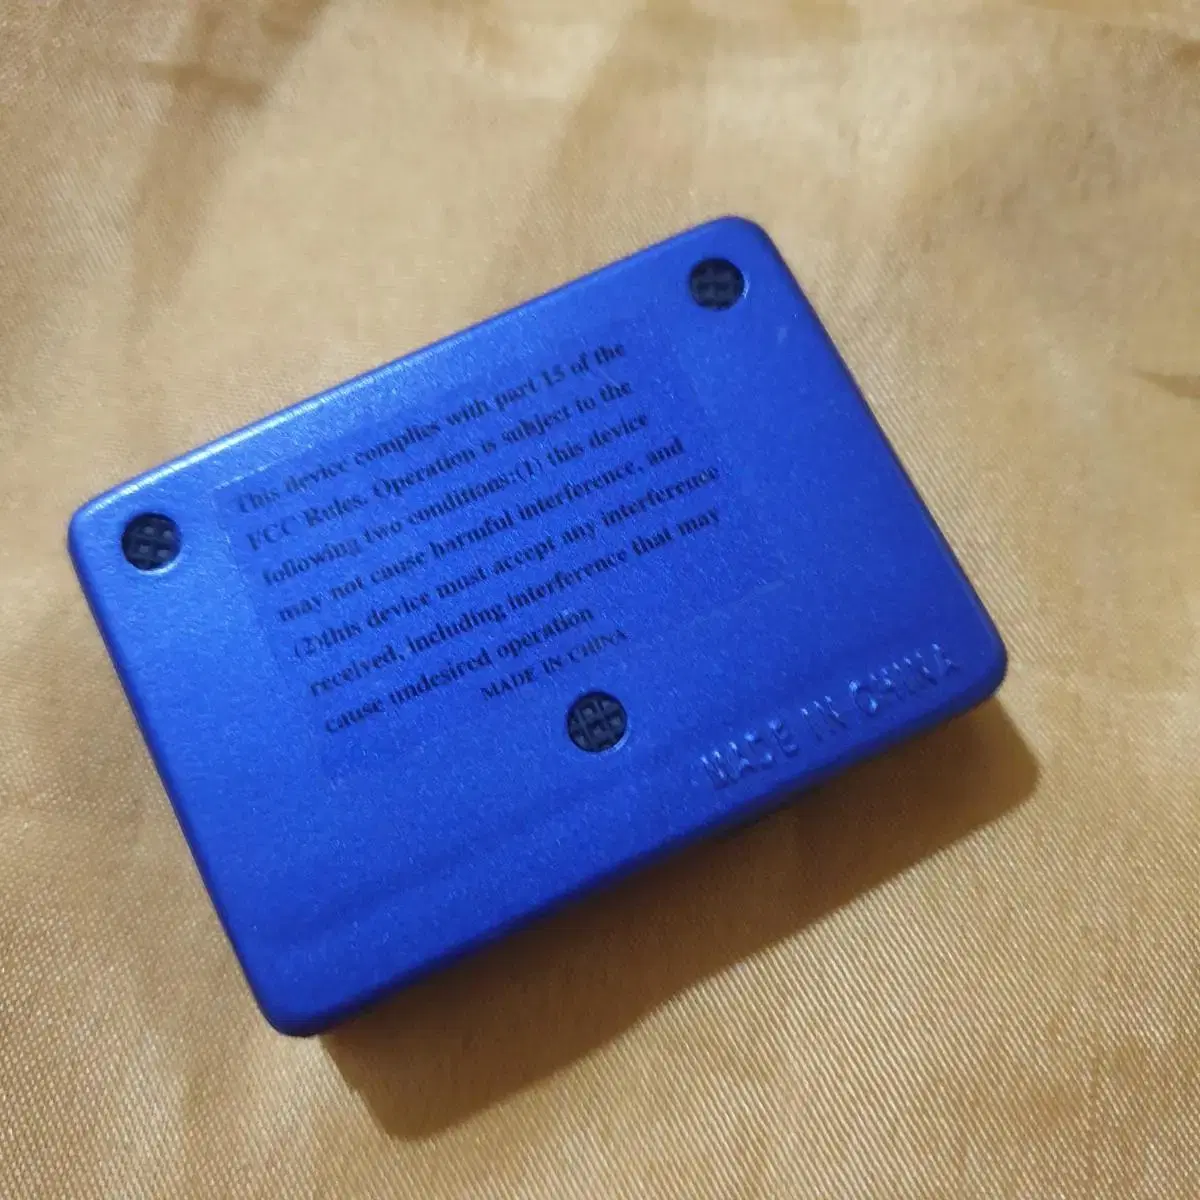 This device complies with part 15 of the
FCC Rules. Operation is subject to the
following two conditions:(1) this device
may not cause harmful interference, and
(2)this device must accept any interference
received, including interference that may
cause undesired operation
MADE IN CHINA
MADE IN CHINA